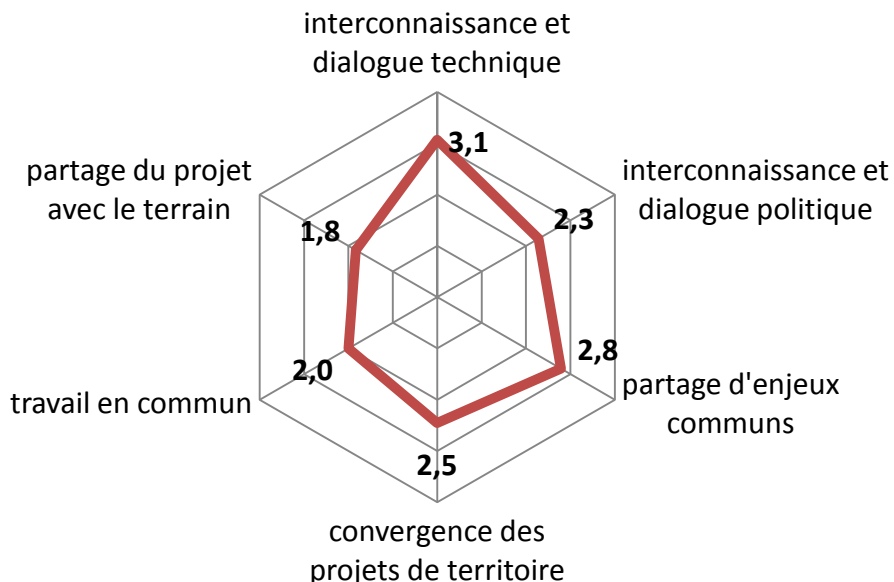 interconnaissance et
dialogue technique
3,1
interconnaissance et
dialogue politique
2,3
2,8
partage d'enjeux
communs
2,5
convergence des
projets de territoire
2,0
travail en commun
1,8
partage du projet
avec le terrain